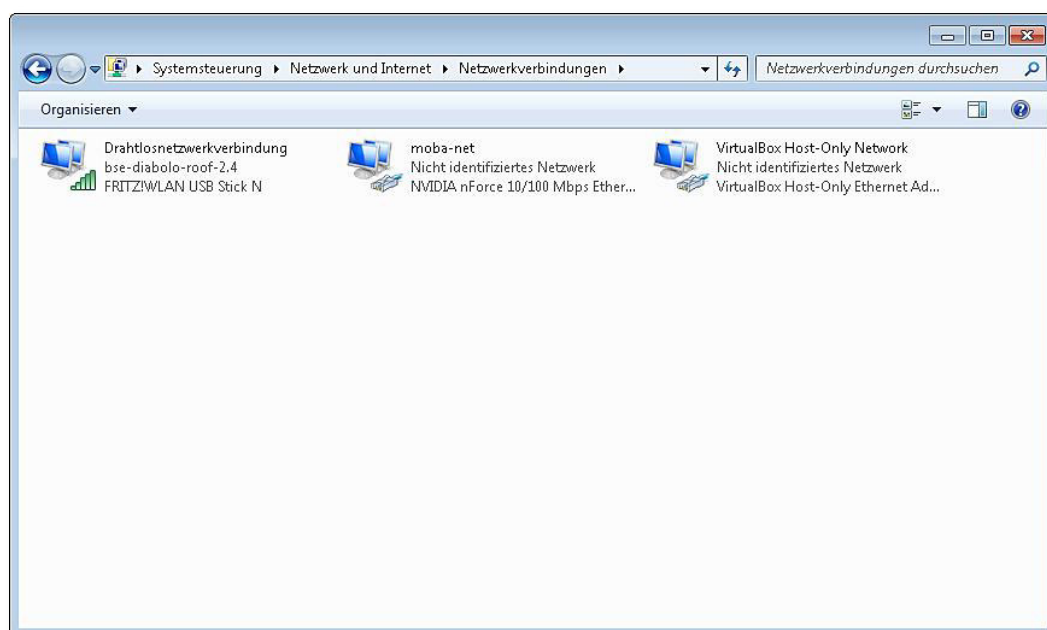 Systemsteuerung Netzwerk und Internet Netzwerkverbindungen Netzwerkverbindungen durchsuchen
Organisieren
Drahtlosnetzwerkverbindung
bse-diabolo-roof-2.4
FRITZ!WLAN USB Stick N
moba-net
Nicht identifiziertes Netzwerk
NVIDIA nForce 10/100 Mbps Ether...
VirtualBox Host-Only Network
Nicht identifiziertes Netzwerk
VirtualBox Host-Only Ethernet Ad...